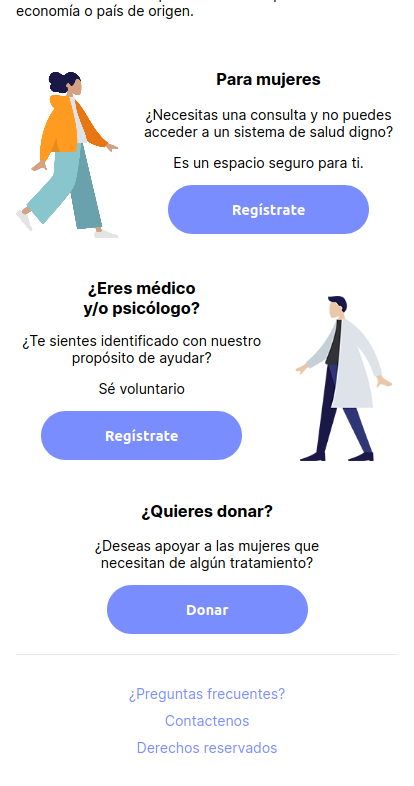 economía o país de origen.
Para mujeres
¿Necesitas una consulta y no puedes
acceder a un sistema de salud digno?
Es un espacio seguro para ti.
Regístrate
¿Eres médico
y/o psicólogo?
¿Te sientes identificado con nuestro
propósito de ayudar?
Sé voluntario
Regístrate
¿Quieres donar?
¿Deseas apoyar a las mujeres que
necesitan de algún tratamiento?
Donar
¿Preguntas frecuentes?
Contactenos
Derechos reservados